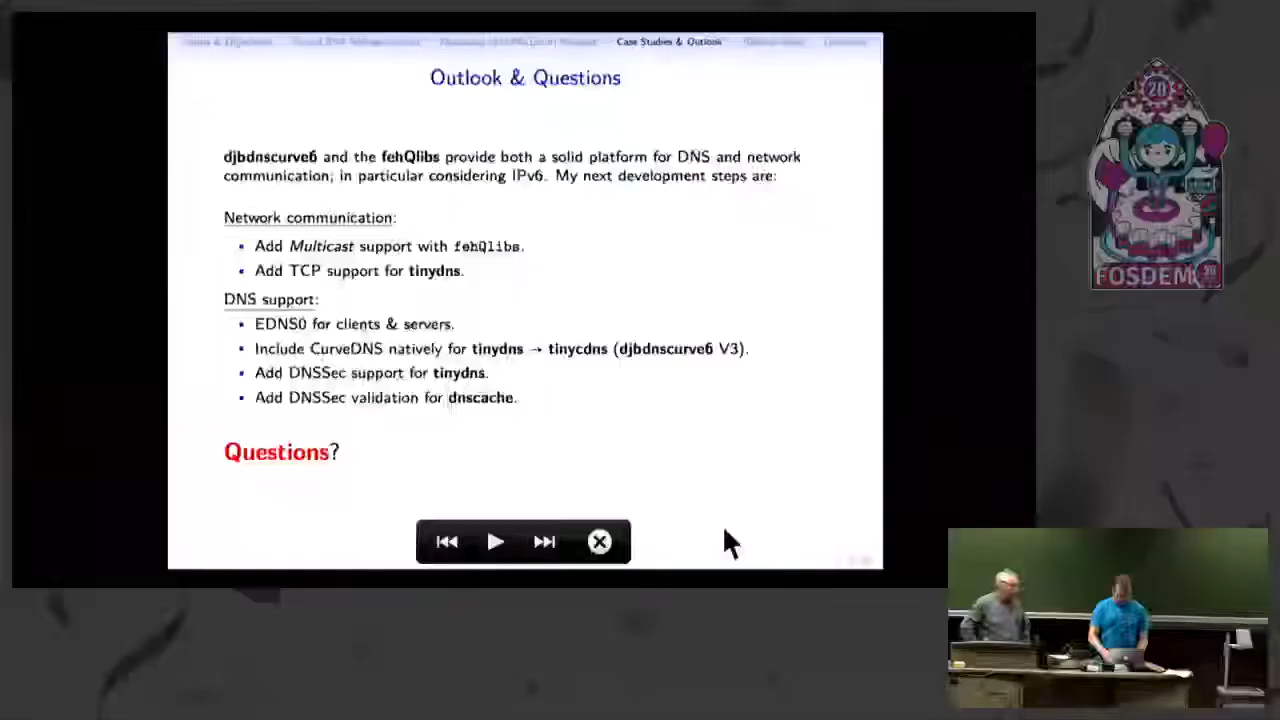 Case Studies & Outlook
Outlook & Questions
djbdnscurve6 and the fehQlibs provide both a solid platform for DNS and network
communication; in particular considering IPv6. My next development steps are:
Network communication:
• Add Multicast support with fehQlibs.
• Add TCP support for tinydns.
DNS support:
• EDNS0 for clients & servers.
• Include CurveDNS natively for tinydns → tinycdns (djbdnscurve6 V3).
• Add DNSSec support for tinydns.
• Add DNSSec validation for dnscache.
Questions?
20
FOSDEM